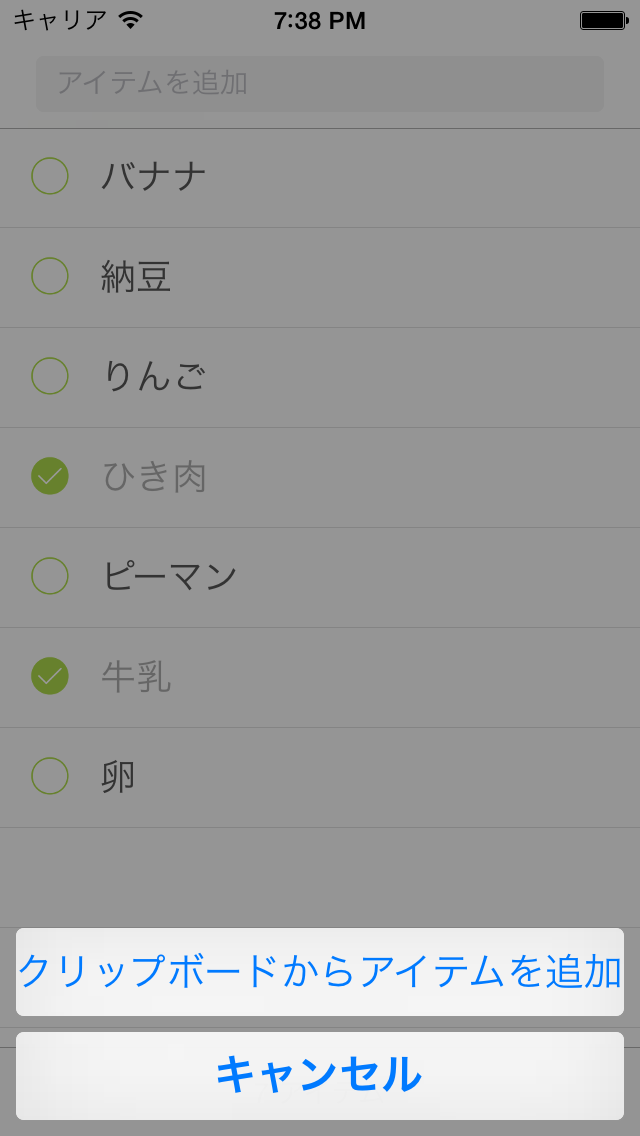 キャリア 7:38 PM
アイテムを追加
バナナ
納豆
りんご
ひき肉
ピーマン
牛乳
卵
クリップボードからアイテムを追加
キャンセル